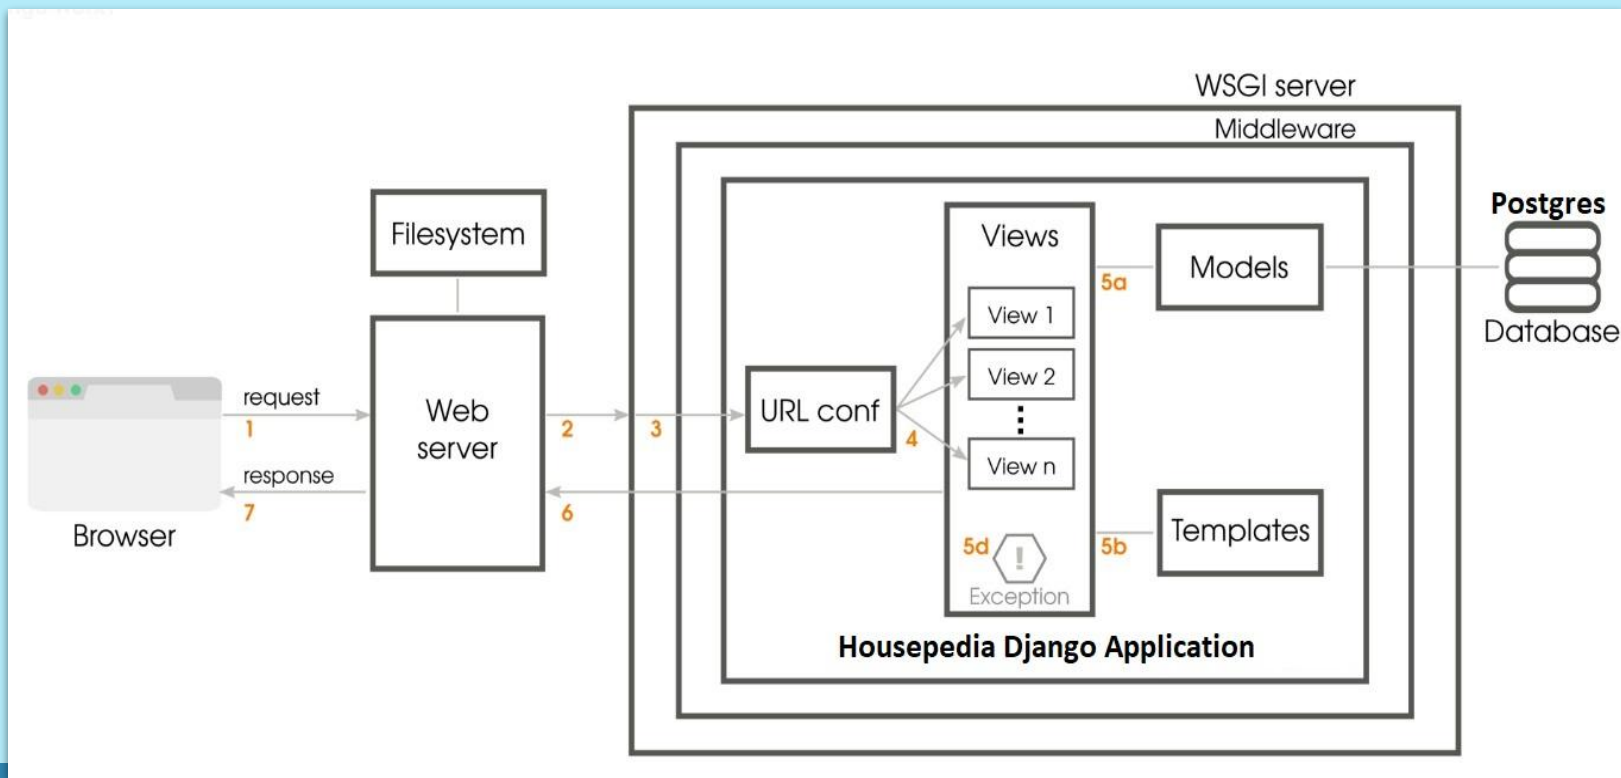 WSGI server
Middleware
Postgres
Filesystem
Views
Models
5a
View 1
Database
View 2
request
Web
server
URL conf
1
2
3
4
View n
response
7
6
Browser
5d
!
5b
Templates
Exception
Housepedia Django Application